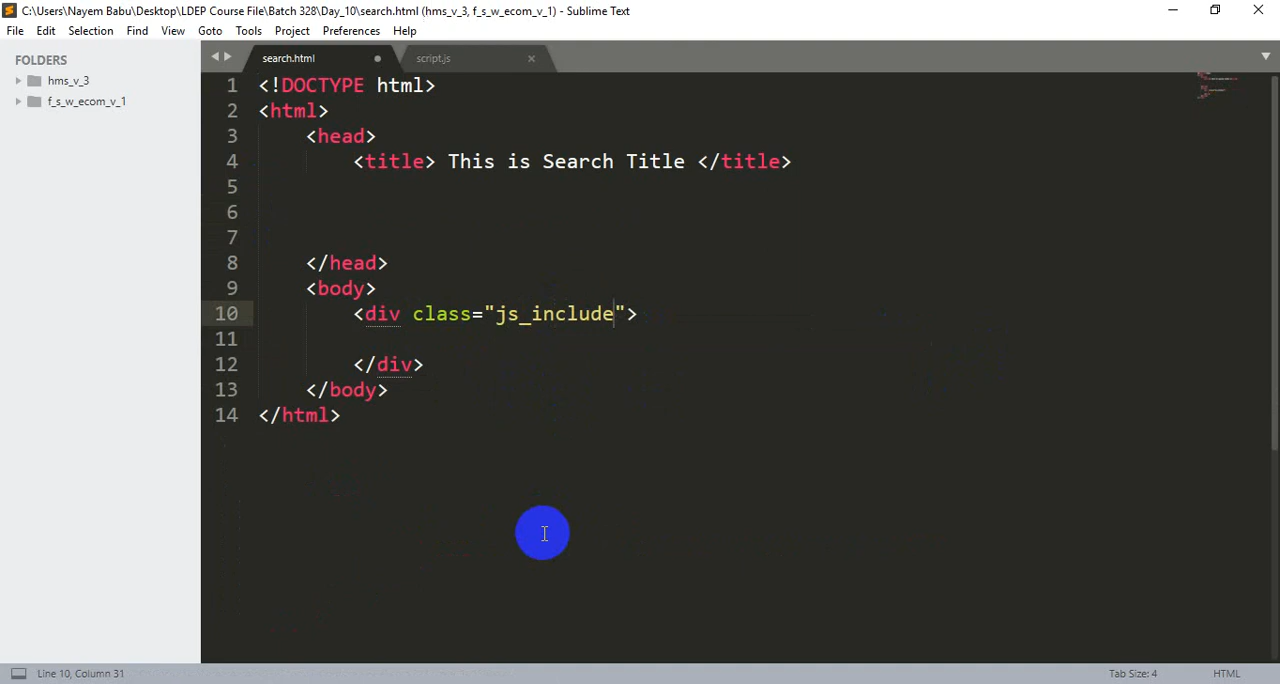 C:\Users\Nayem Babu\Desktop\LDEP Course File\Batch 328\Day_10\search.html (hms_v_3, f_s_w_ecom_v_1) - Sublime Text
File Edit Selection Find View Goto Tools Project Preferences Help
FOLDERS
hms_v_3
f_s_w_ecom_v_1
search.html script.js
1 <!DOCTYPE html>
2 <html>
3 <head>
4 <title> This is Search Title </title>
5
6
7
8 </head>
9 <body>
10 <div class="js_include">
11
12 </div>
13 </body>
14 </html>
Line 10, Column 31 Tab Size: 4 HTML